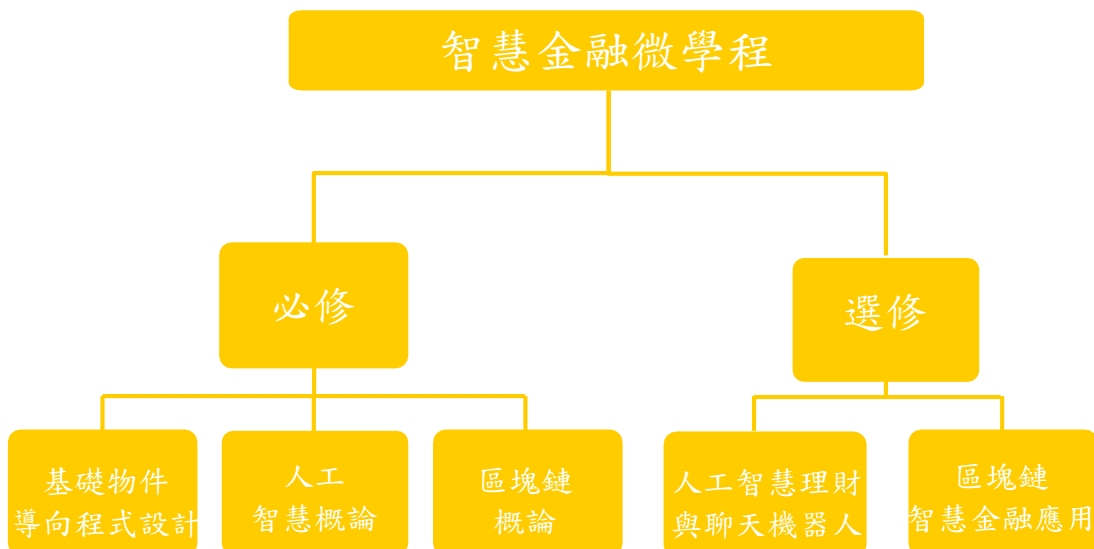 智慧金融微學程
必修
選修
基礎物件
導向程式設計
人工
智慧概論
區塊鏈
概論
人工智慧理財
與聊天機器人
區塊鏈
智慧金融應用